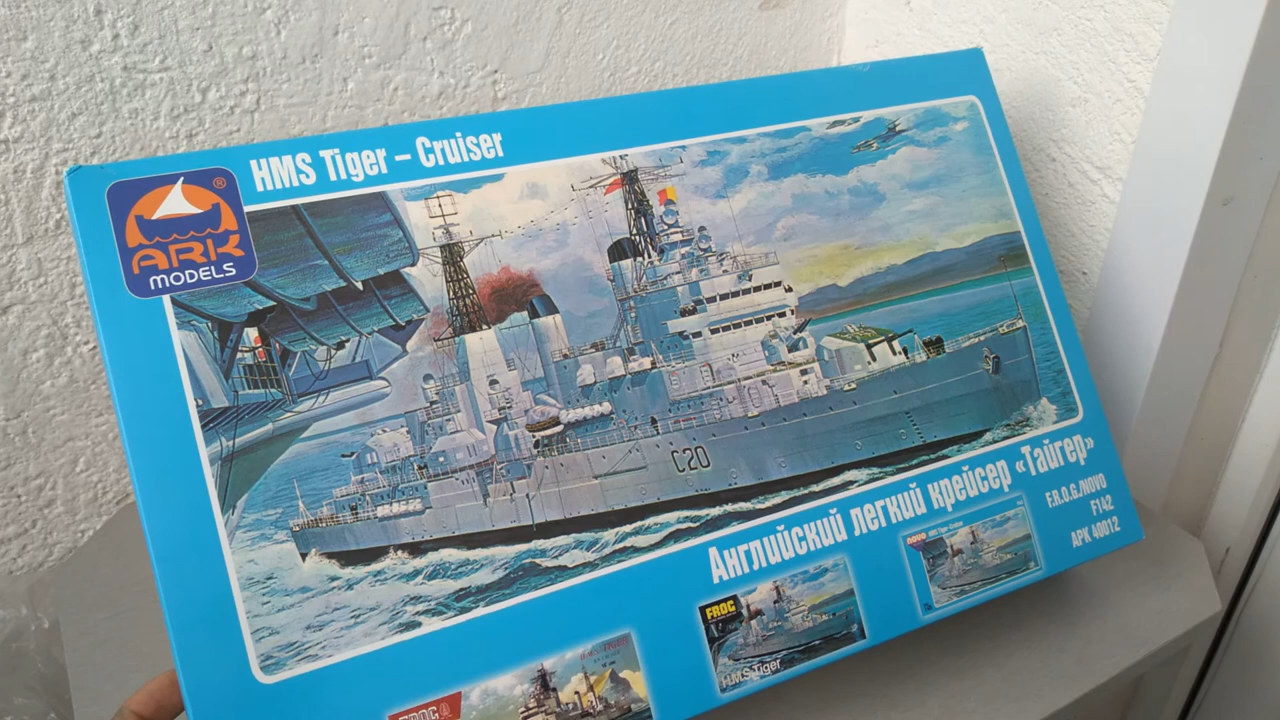 HMS Tiger – Cruiser
®
ARK
MODELS
C20
Английский легкий крейсер «Тайгер»
F.R.O.G./NOVO
F142
АРК 40012
NOVO HMS Tiger-Cruiser
FROG
H.M.S Tiger
FROG
H.M.S. TIGER